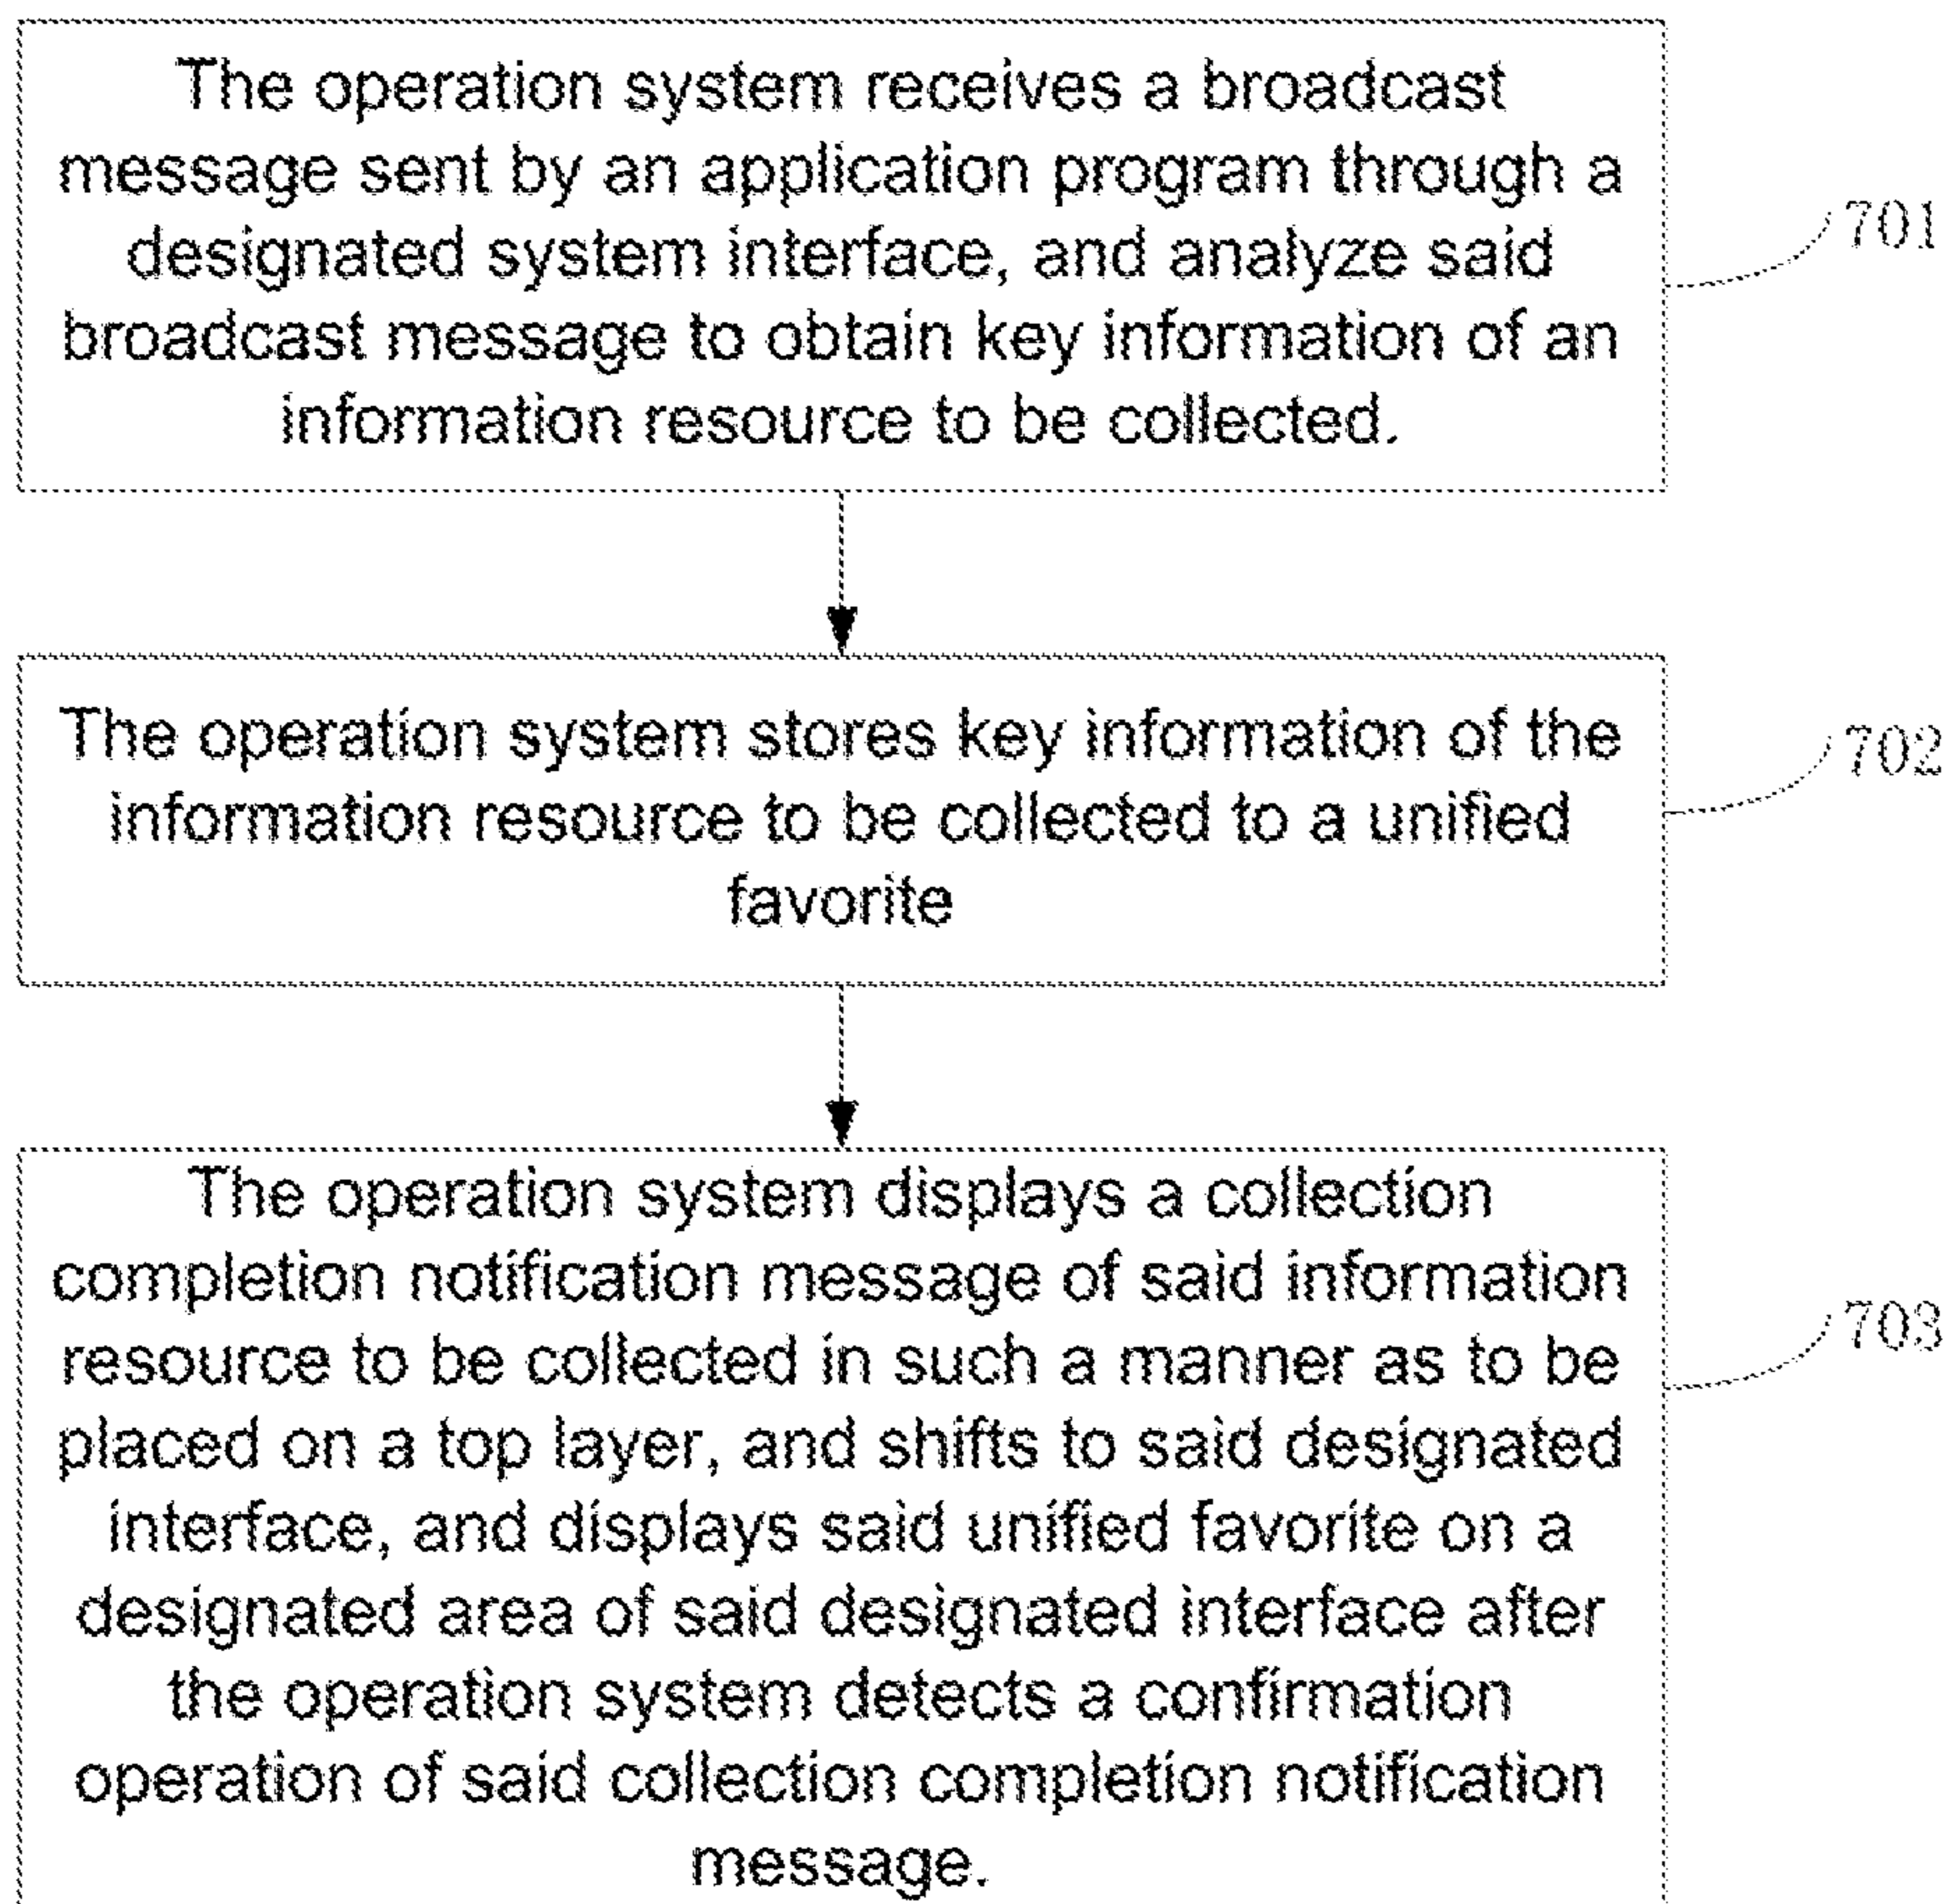 The operation system receives a broadcast
message sent by an application program through a
designated system interface, and analyze said
broadcast message to obtain key information of an
information resource to be collected.
701
The operation system stores key information of the
information resource to be collected to a unified
favorite
702
The operation system displays a collection
completion notification message of said information
resource to be collected in such a manner as to be
placed on a top layer, and shifts to said designated
interface, and displays said unified favorite on a
designated area of said designated interface after
the operation system detects a confirmation
operation of said collection completion notification
message.
703